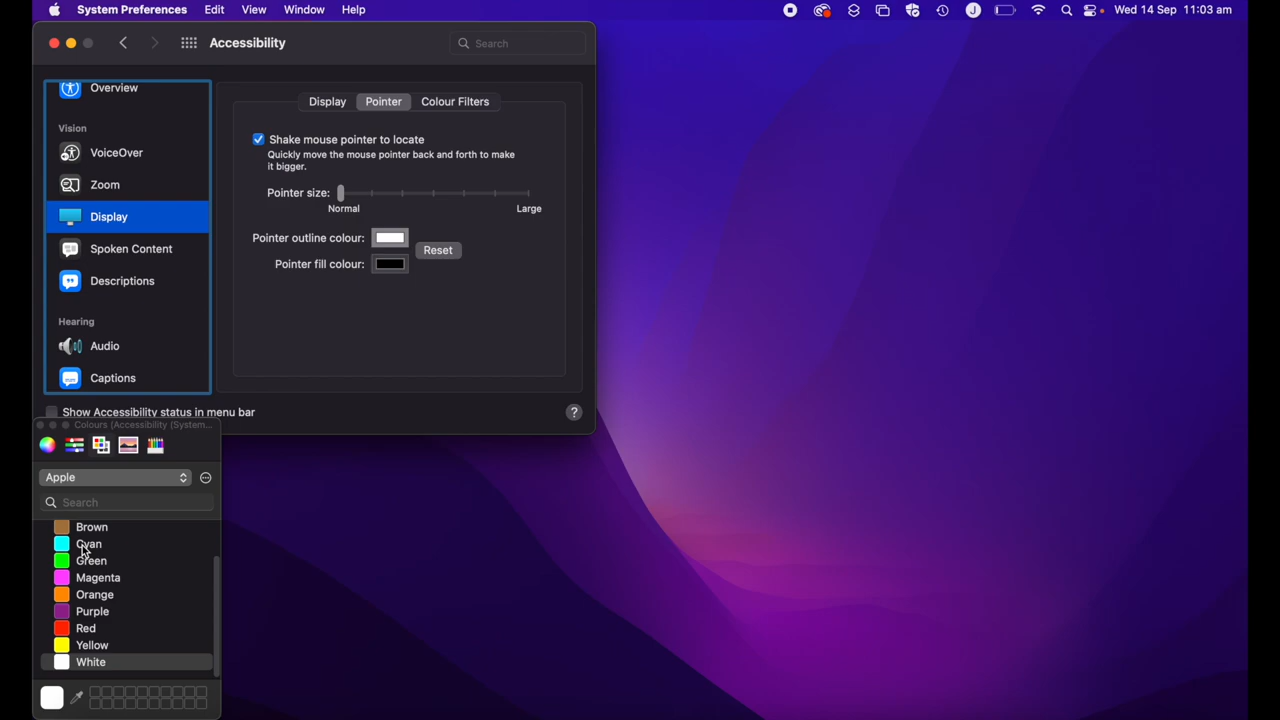 System Preferences Edit View Window Help J Wed 14 Sep 11:03 am
Accessibility Search
Overview
Vision
VoiceOver
Zoom
Display
Spoken Content
Descriptions
Hearing
Audio
Captions
Display Pointer Colour Filters
Shake mouse pointer to locate
Quickly move the mouse pointer back and forth to make
it bigger.
Pointer size:
Normal Large
Pointer outline colour:
Reset
Pointer fill colour:
Show Accessibility status in menu bar ?
Colours (Accessibility (System...
Apple
Search
Brown
Cyan
Green
Magenta
Orange
Purple
Red
Yellow
White